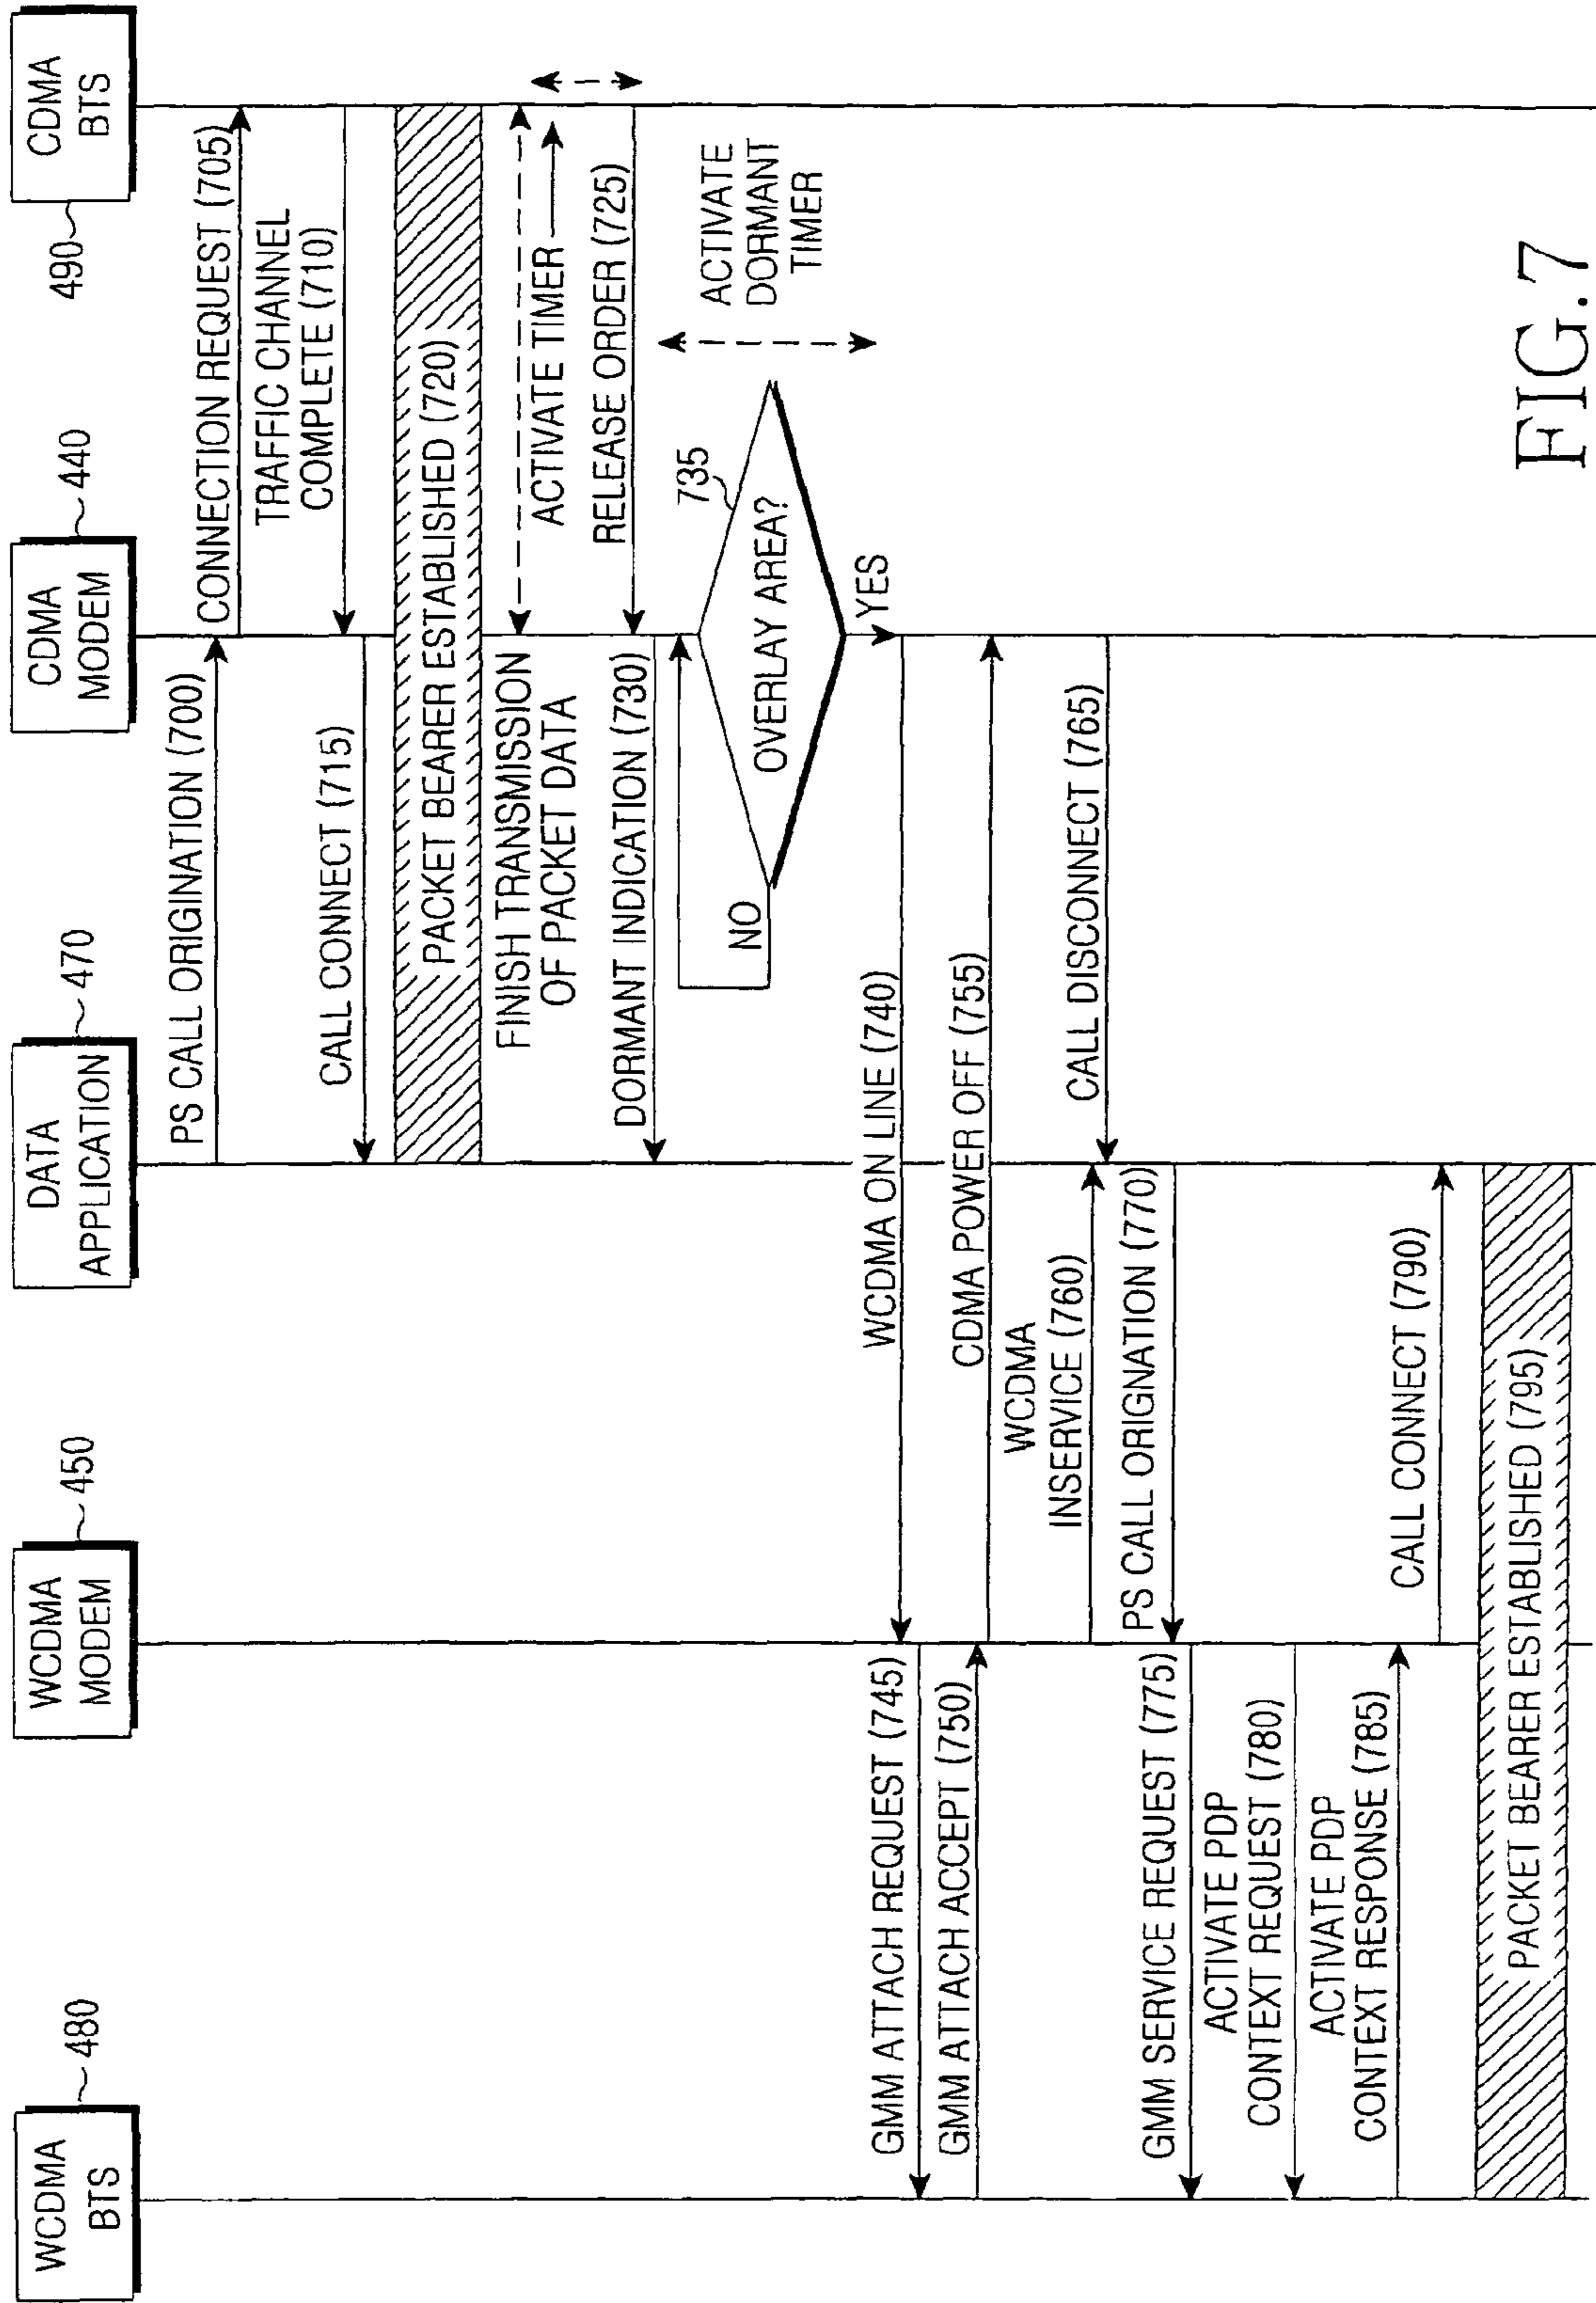 WCDMA
BTS
480
WCDMA
MODEM
450
DATA
APPLICATION
470
CDMA
MODEM
440
CDMA
BTS
490
PS CALL ORIGINATION (700)
CONNECTION REQUEST (705)
TRAFFIC CHANNEL
COMPLETE (710)
CALL CONNECT (715)
PACKET BEARER ESTABLISHED (720)
FINISH TRANSMISSION
OF PACKET DATA
ACTIVATE TIMER
RELEASE ORDER (725)
DORMANT INDICATION (730)
ACTIVATE
DORMANT
TIMER
735
OVERLAY AREA?
NO
YES
WCDMA ON LINE (740)
GMM ATTACH REQUEST (745)
GMM ATTACH ACCEPT (750)
CDMA POWER OFF (755)
WCDMA
INSERVICE (760)
CALL DISCONNECT (765)
PS CALL ORIGNATION (770)
GMM SERVICE REQUEST (775)
ACTIVATE PDP
CONTEXT REQUEST (780)
ACTIVATE PDP
CONTEXT RESPONSE (785)
CALL CONNECT (790)
PACKET BEARER ESTABLISHED (795)
FIG.7